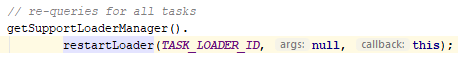 // re-queries for all tasks
getSupportLoaderManager().
restartLoader(TASK_LOADER_ID, args: null, callback: this);